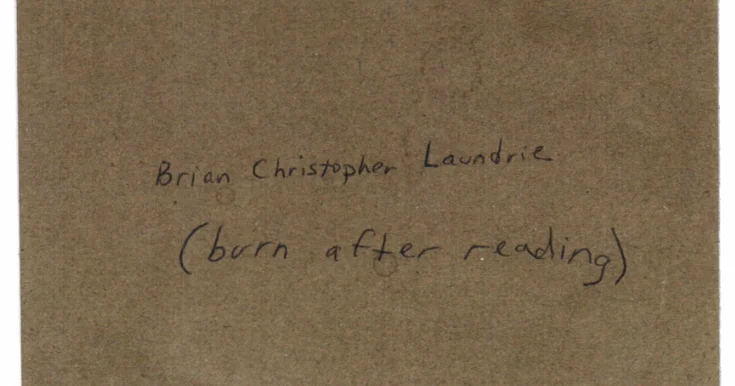 Brian Christopher Laundrie
(burn after reading)